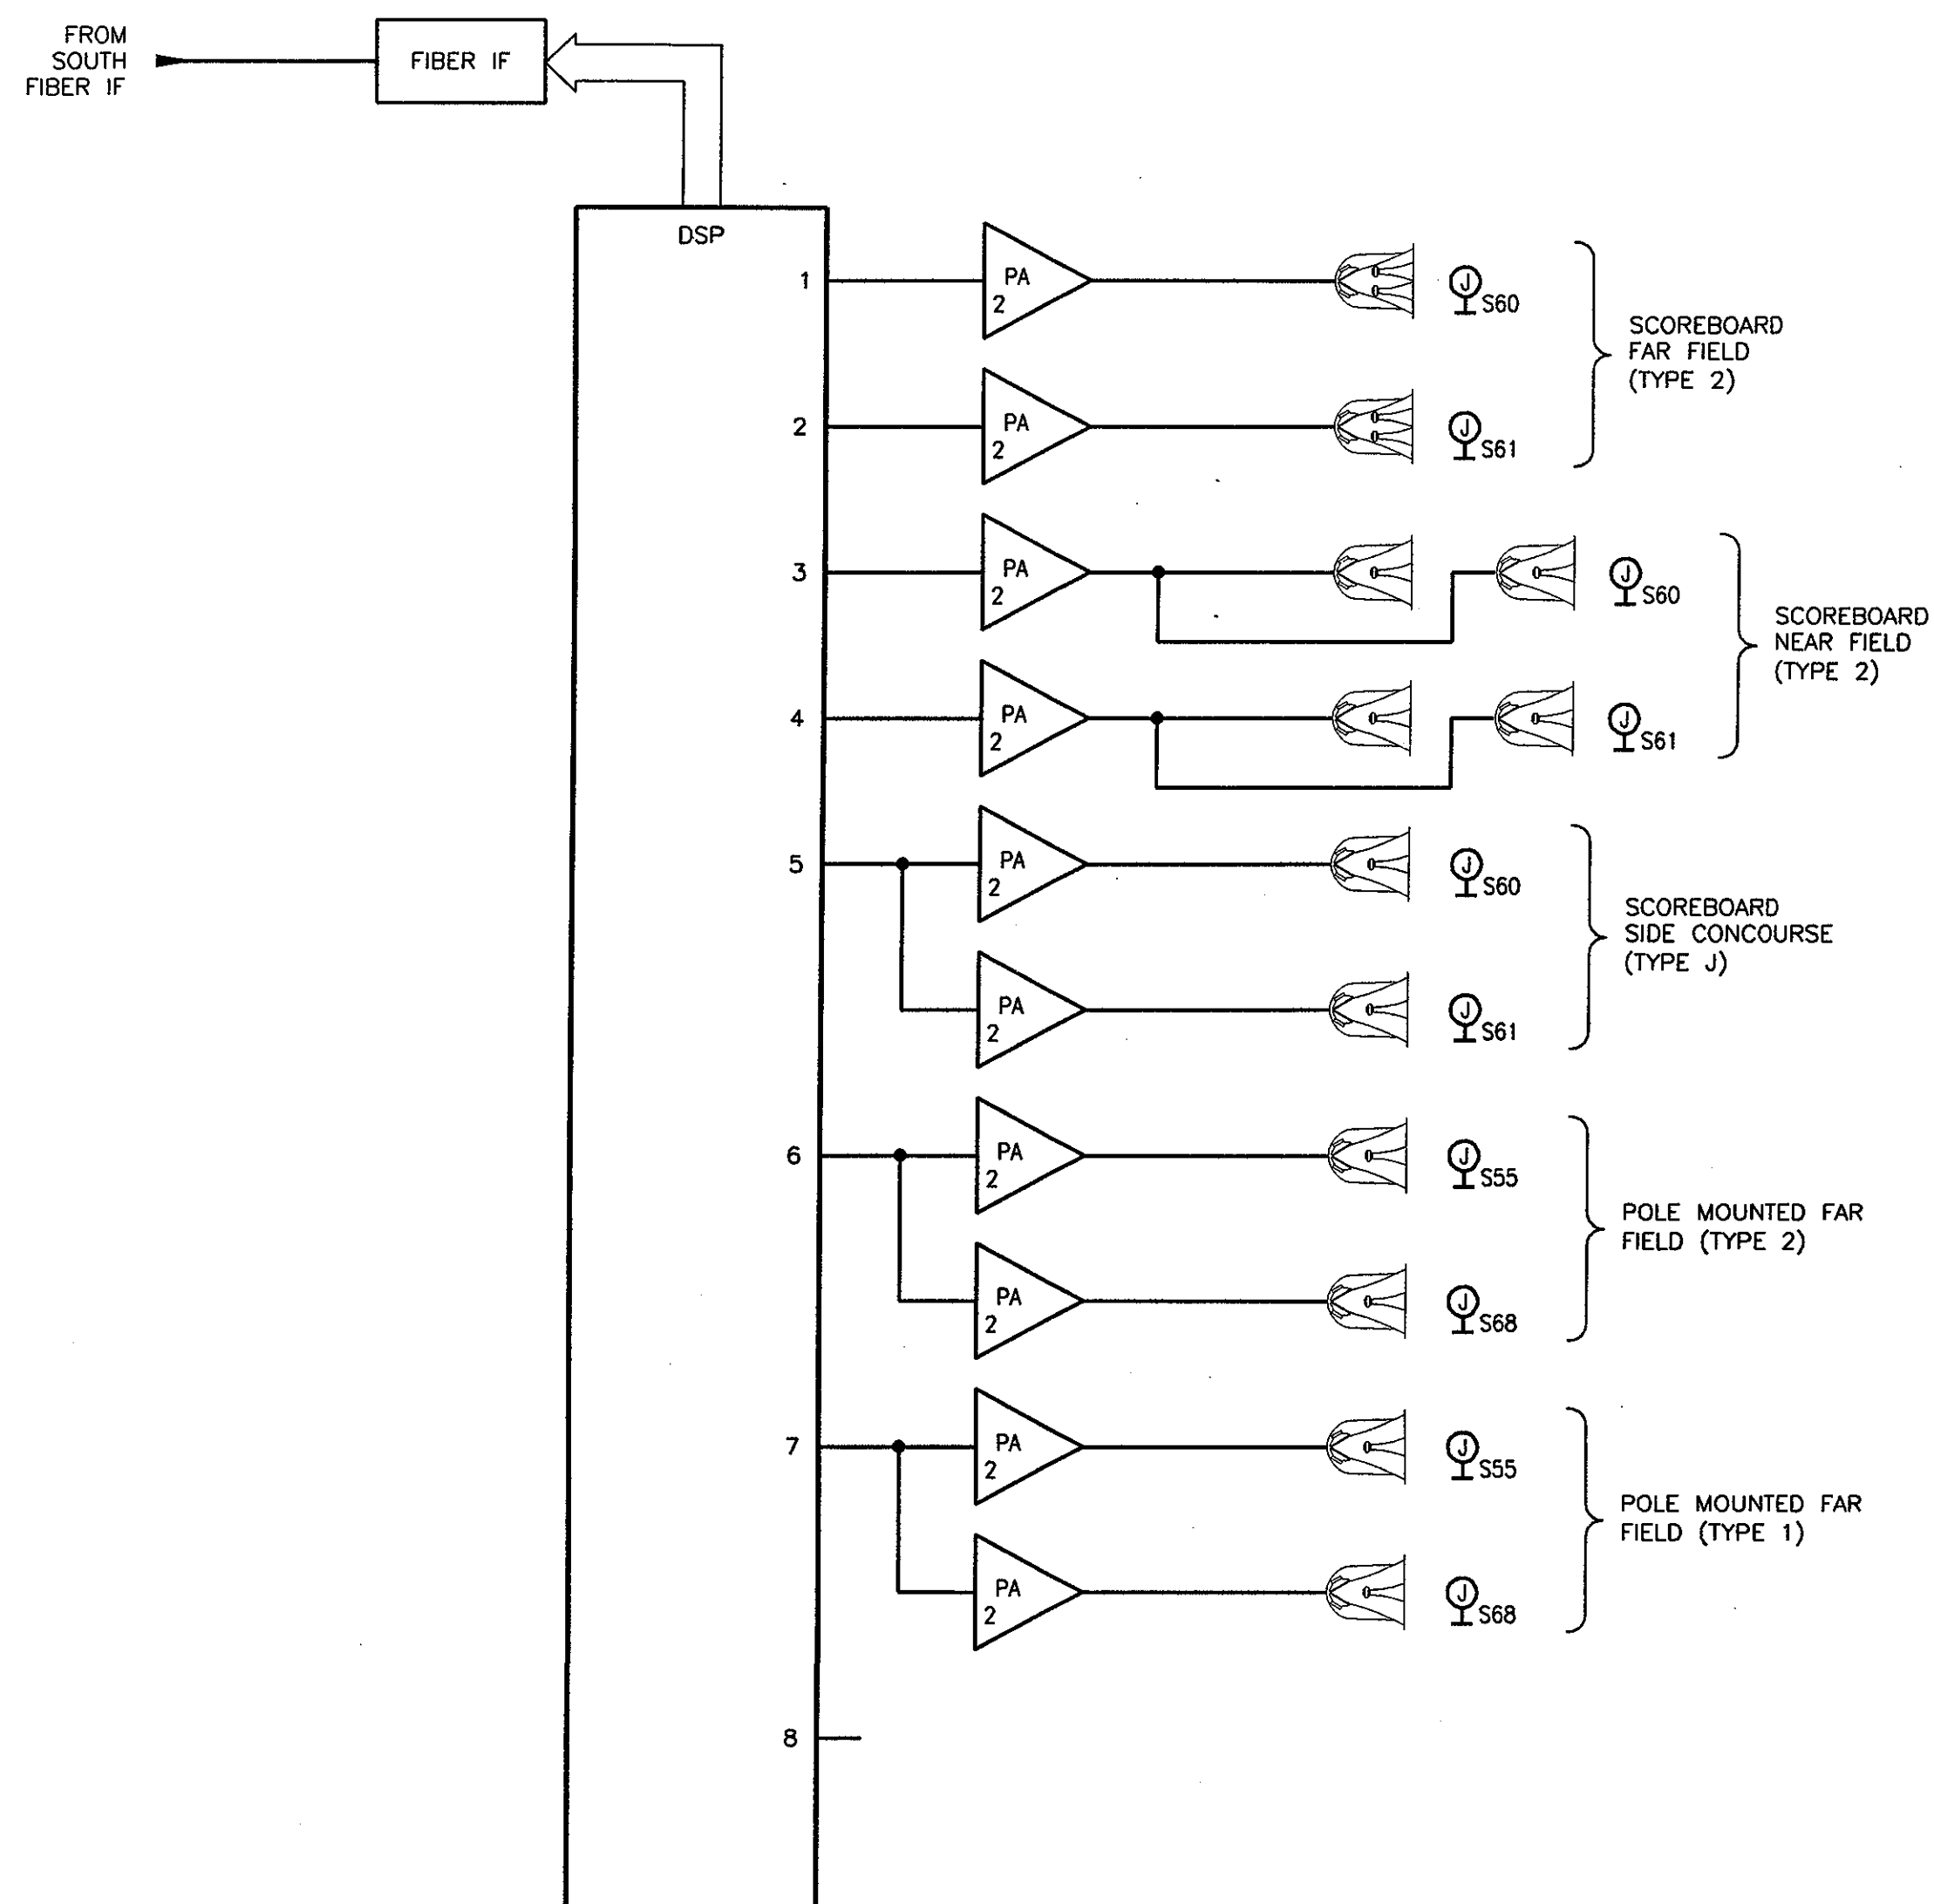 FROM
SOUTH
FIBER IF
FIBER IF
DSP
1
PA
2
J
S60
2
PA
2
J
S61
SCOREBOARD
FAR FIELD
(TYPE 2)
3
PA
2
J
S60
4
PA
2
J
S61
SCOREBOARD
NEAR FIELD
(TYPE 2)
5
PA
2
J
S60
PA
2
J
S61
SCOREBOARD
SIDE CONCOURSE
(TYPE J)
6
PA
2
J
S55
PA
2
J
S68
POLE MOUNTED FAR
FIELD (TYPE 2)
7
PA
2
J
S55
PA
2
J
S68
POLE MOUNTED FAR
FIELD (TYPE 1)
8